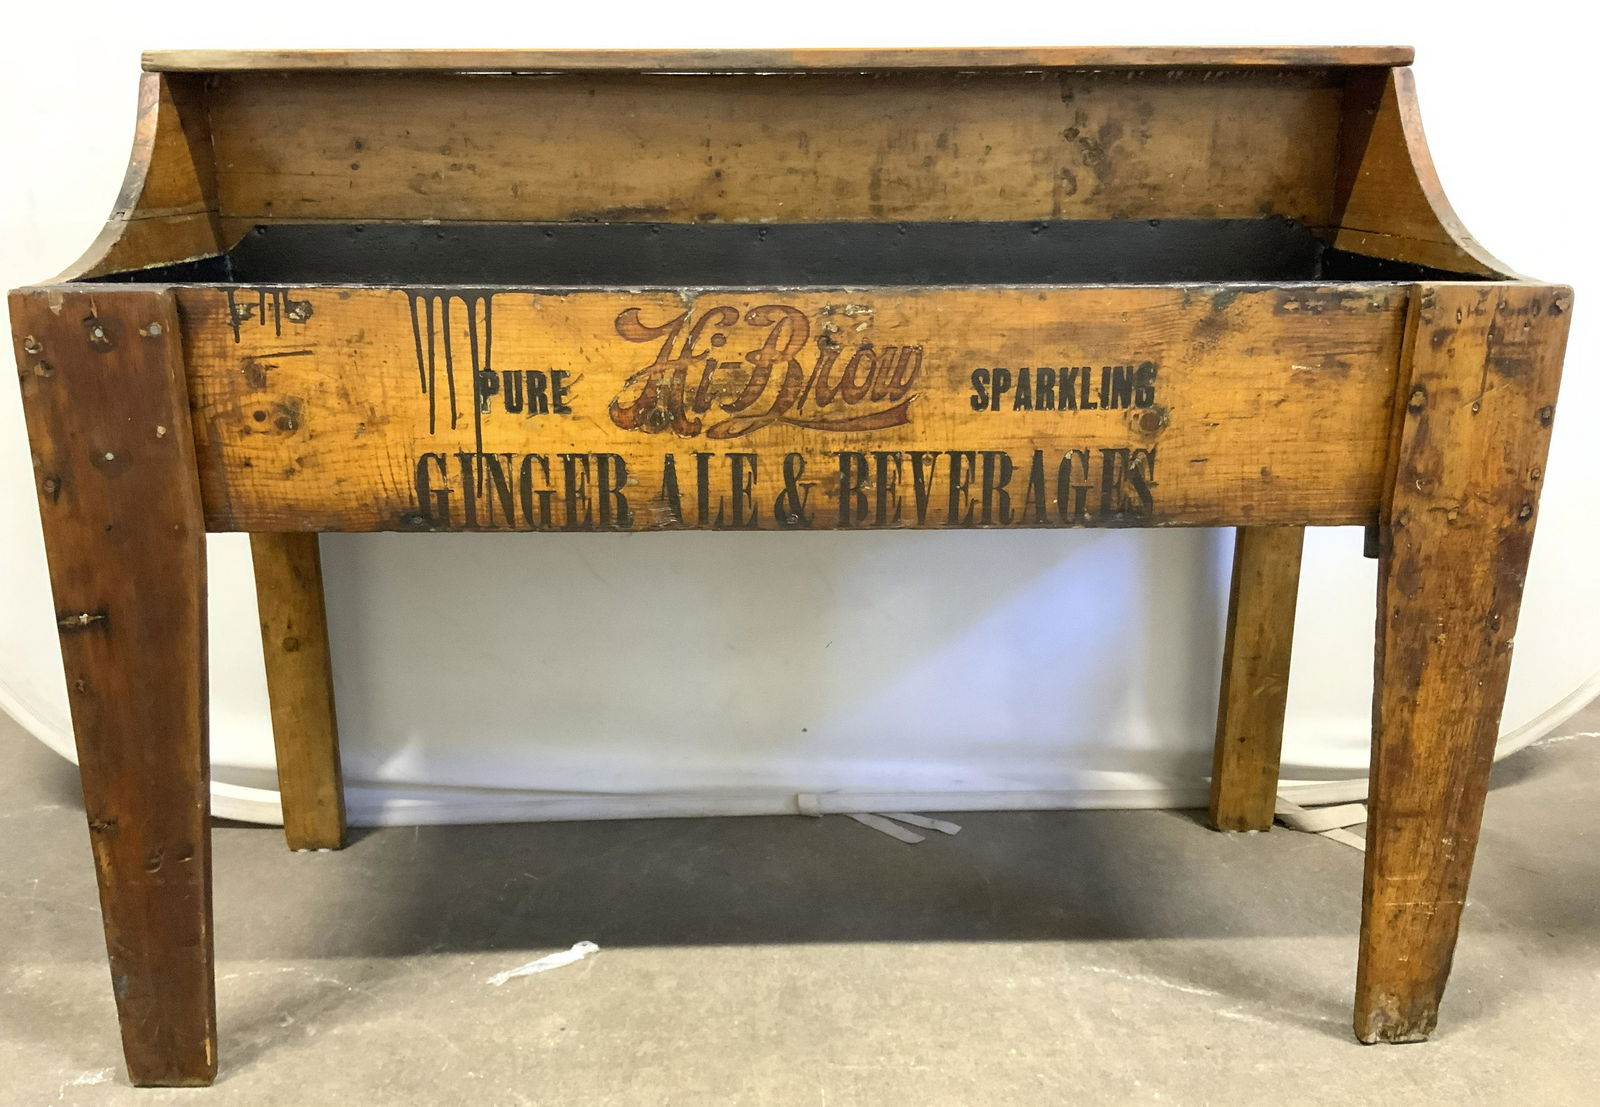 PURE Hi-Brow SPARKLING
GINGER ALE & BEVERAGES